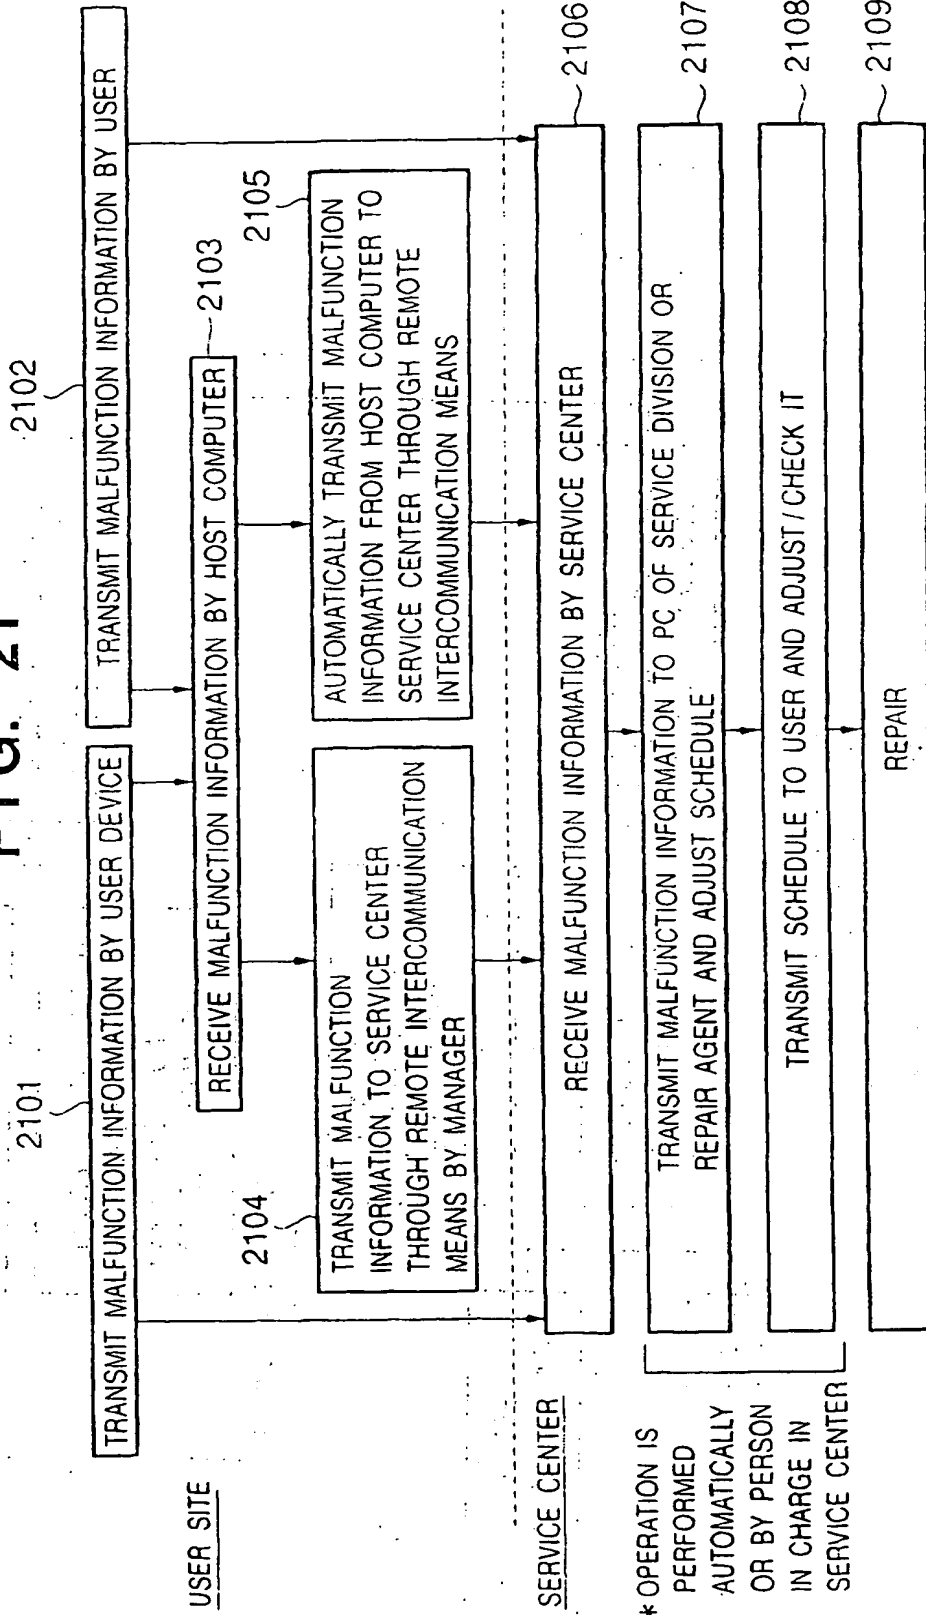 FIG. 21
2101
2102
TRANSMIT MALFUNCTION INFORMATION BY USER DEVICE
TRANSMIT MALFUNCTION INFORMATION BY USER
USER SITE
RECEIVE MALFUNCTION INFORMATION BY HOST COMPUTER
2103
2104
TRANSMIT MALFUNCTION
INFORMATION TO SERVICE CENTER
THROUGH REMOTE INTERCOMMUNICATION
MEANS BY MANAGER
2105
AUTOMATICALLY TRANSMIT MALFUNCTION
INFORMATION FROM HOST COMPUTER TO
SERVICE CENTER THROUGH REMOTE
INTERCOMMUNICATION MEANS
SERVICE CENTER
RECEIVE MALFUNCTION INFORMATION BY SERVICE CENTER
2106
TRANSMIT MALFUNCTION INFORMATION TO PC OF SERVICE DIVISION OR
REPAIR AGENT AND ADJUST SCHEDULE
2107
TRANSMIT SCHEDULE TO USER AND ADJUST/CHECK IT
2108
REPAIR
2109
* OPERATION IS
PERFORMED
AUTOMATICALLY
OR BY PERSON
IN CHARGE IN
SERVICE CENTER